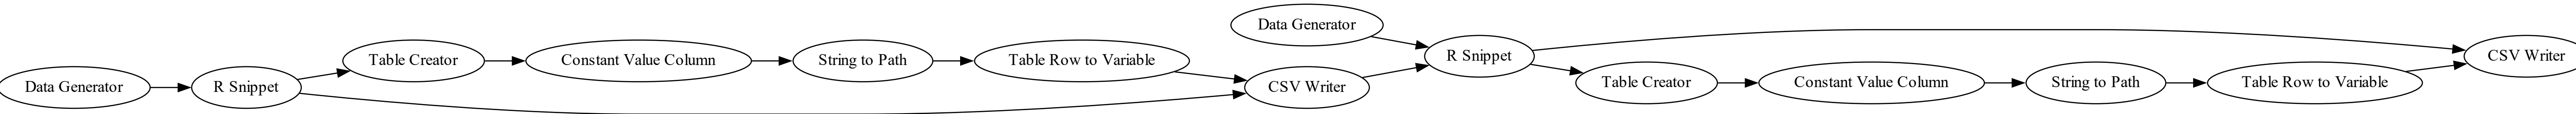 Data Generator
R Snippet
Table Creator
Constant Value Column
String to Path
Table Row to Variable
CSV Writer
Data Generator
R Snippet
Table Creator
Constant Value Column
String to Path
Table Row to Variable
CSV Writer